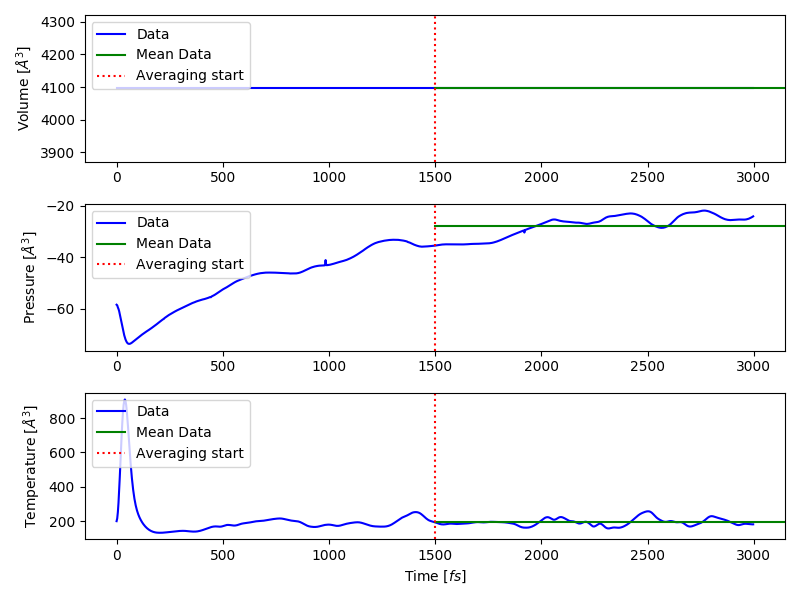 4300
4200
4100
4000
3900
Volume [Å³]
Data
Mean Data
Averaging start
0 500 1000 1500 2000 2500 3000
−20
−40
−60
Pressure [Å³]
Data
Mean Data
Averaging start
0 500 1000 1500 2000 2500 3000
800
600
400
200
Temperature [Å³]
Data
Mean Data
Averaging start
0 500 1000 1500 2000 2500 3000
Time [fs]